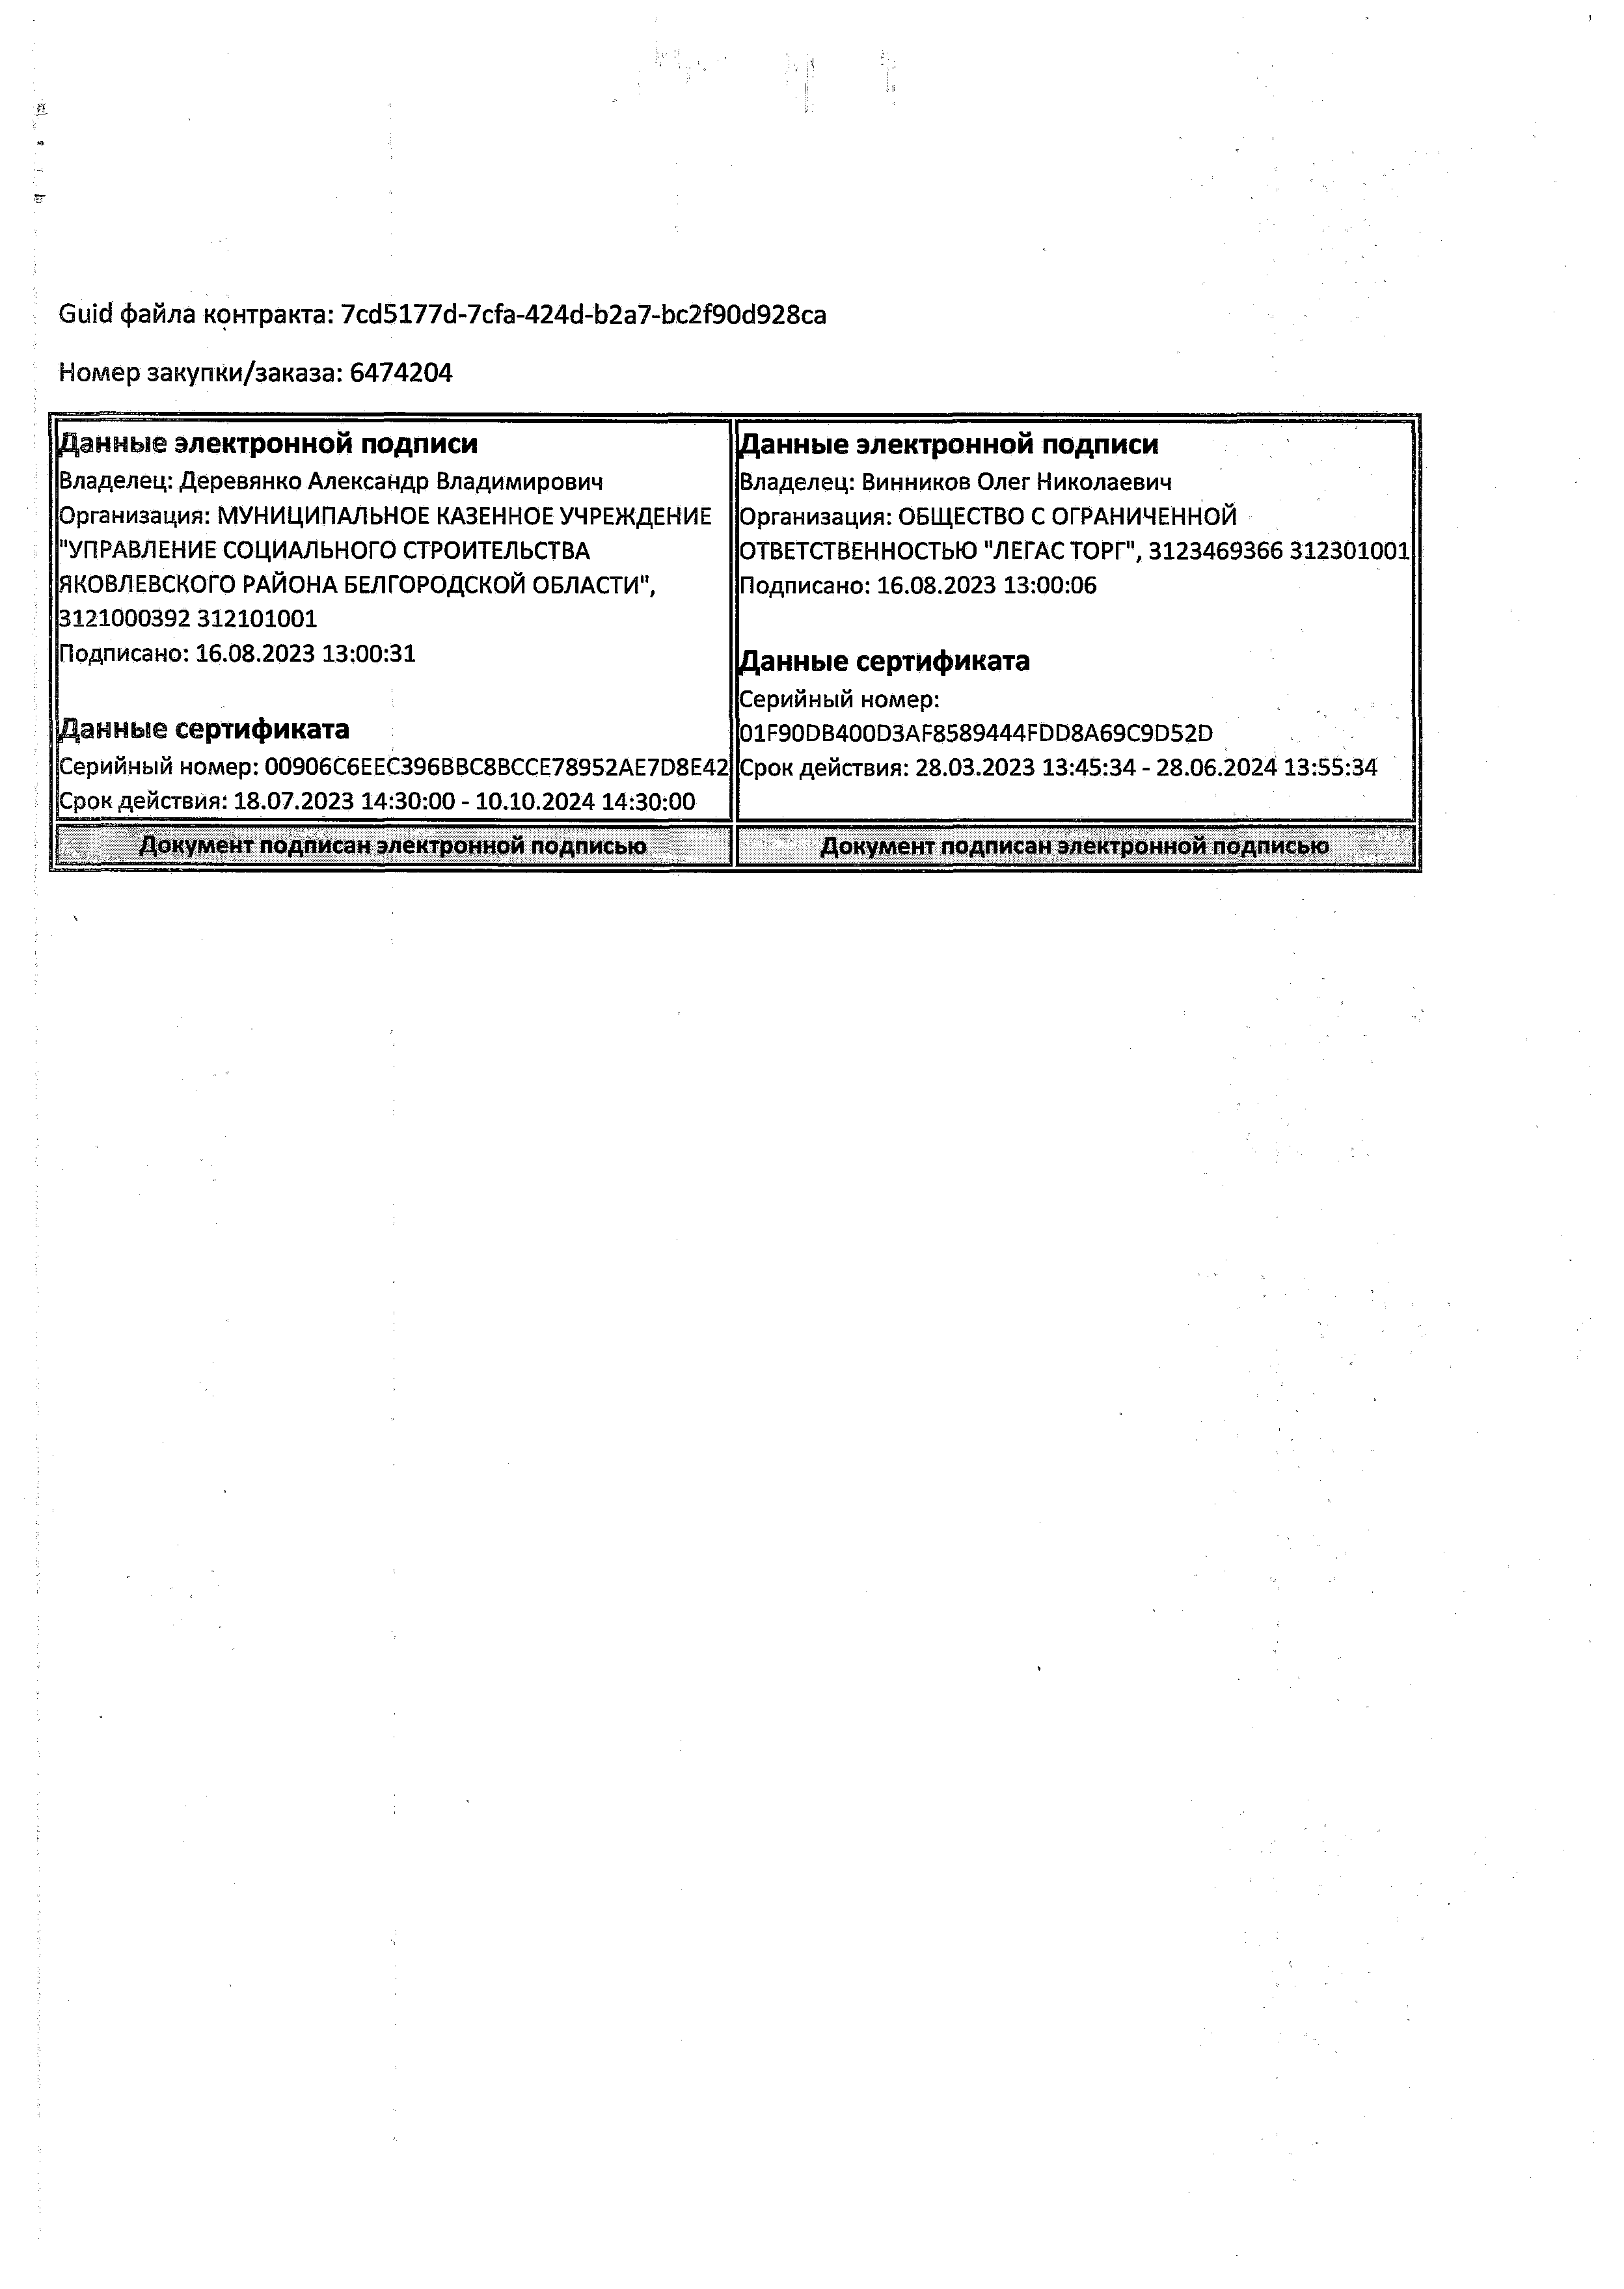 Guid файла контракта: 7cd5177d-7cfa-424d-b2a7-bc2f90d928ca
Номер закупки/заказа: 6474204
Данные электронной подписи
Владелец: Деревянко Александр Владимирович
Организация: МУНИЦИПАЛЬНОЕ КАЗЕННОЕ УЧРЕЖДЕНИЕ
"УПРАВЛЕНИЕ СОЦИАЛЬНОГО СТРОИТЕЛЬСТВА
ЯКОВЛЕВСКОГО РАЙОНА БЕЛГОРОДСКОЙ ОБЛАСТИ",
3121000392 312101001
Подписано: 16.08.2023 13:00:31
Данные сертификата
Серийный номер: 00906C6EEC396BBC8BCCE78952AE7D8E42
Срок действия: 18.07.2023 14:30:00 - 10.10.2024 14:30:00
Документ подписан электронной подписью
Данные электронной подписи
Владелец: Винников Олег Николаевич
Организация: ОБЩЕСТВО С ОГРАНИЧЕННОЙ
ОТВЕТСТВЕННОСТЬЮ "ЛЕГАС ТОРГ", 3123469366 312301001
Подписано: 16.08.2023 13:00:06
Данные сертификата
Серийный номер:
01F90DB400D3AF8589444FDD8A69C9D52D
Срок действия: 28.03.2023 13:45:34 - 28.06.2024 13:55:34
Документ подписан электронной подписью